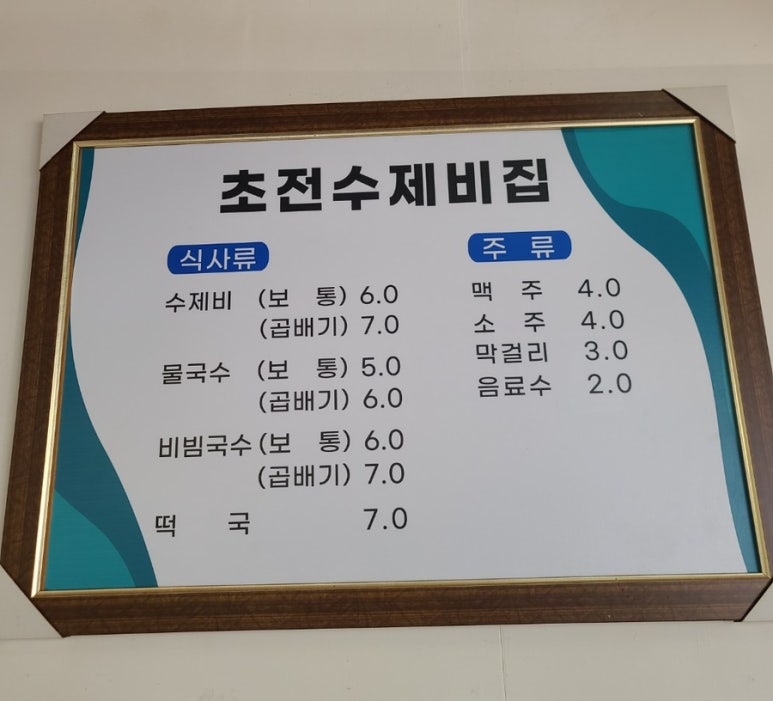 초전수제비집
식사류
수제비 (보 통) 6.0
(곱배기) 7.0
물국수 (보 통) 5.0
(곱배기) 6.0
비빔국수 (보 통) 6.0
(곱배기) 7.0
떡 국 7.0
주 류
맥 주 4.0
소 주 4.0
막걸리 3.0
음료수 2.0